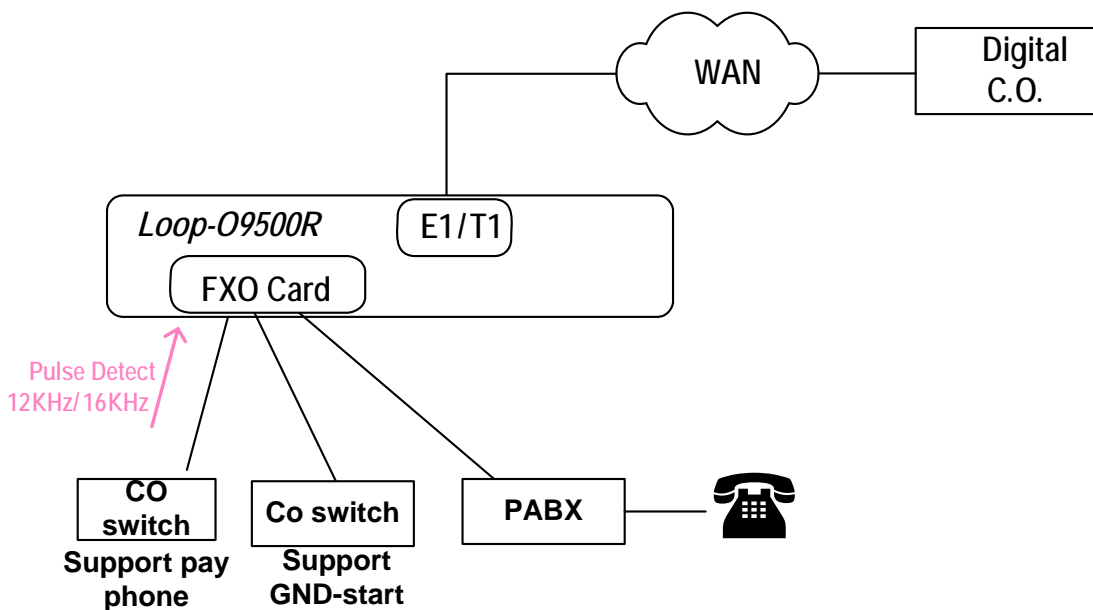 Digital
C.O.
WAN
Loop-O9500R
E1/T1
FXO Card
Pulse Detect
12KHz/16KHz
CO
switch
Support pay
phone
Co switch
Support
GND-start
PABX